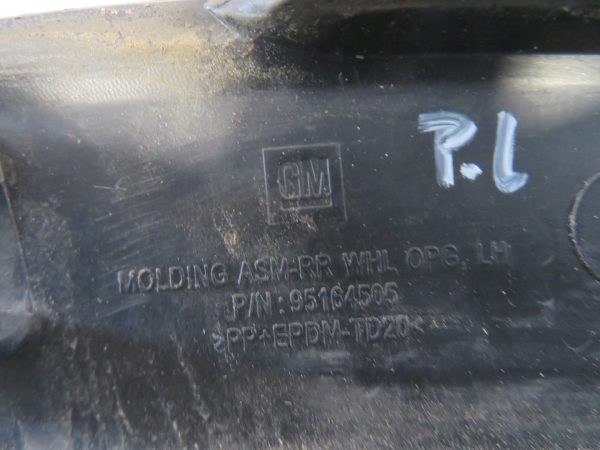 P.L
GM
MOLDING ASM-RR WHL OPG, LH
P/N : 95164505
>PP+EPDM-TD20<